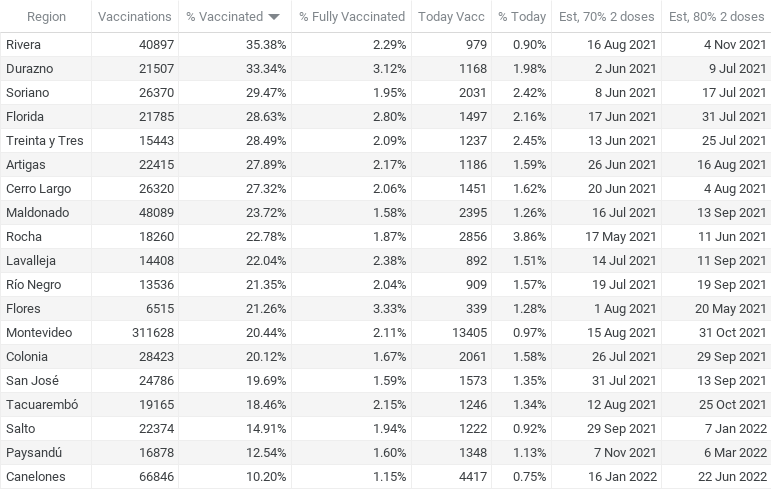 Region Vaccinations % Vaccinated % Fully Vaccinated Today Vacc % Today Est, 70% 2 doses Est, 80% 2 doses
Rivera 40897 35.38% 2.29% 979 0.90% 16 Aug 2021 4 Nov 2021
Durazno 21507 33.34% 3.12% 1168 1.98% 2 Jun 2021 9 Jul 2021
Soriano 26370 29.47% 1.95% 2031 2.42% 8 Jun 2021 17 Jul 2021
Florida 21785 28.63% 2.80% 1497 2.16% 17 Jun 2021 31 Jul 2021
Treinta y Tres 15443 28.49% 2.09% 1237 2.45% 13 Jun 2021 25 Jul 2021
Artigas 22415 27.89% 2.17% 1186 1.59% 26 Jun 2021 16 Aug 2021
Cerro Largo 26320 27.32% 2.06% 1451 1.62% 20 Jun 2021 4 Aug 2021
Maldonado 48089 23.72% 1.58% 2395 1.26% 16 Jul 2021 13 Sep 2021
Rocha 18260 22.78% 1.87% 2856 3.86% 17 May 2021 11 Jun 2021
Lavalleja 14408 22.04% 2.38% 892 1.51% 14 Jul 2021 11 Sep 2021
Río Negro 13536 21.35% 2.04% 909 1.57% 19 Jul 2021 19 Sep 2021
Flores 6515 21.26% 3.33% 339 1.28% 1 Aug 2021 20 May 2021
Montevideo 311628 20.44% 2.11% 13405 0.97% 15 Aug 2021 31 Oct 2021
Colonia 28423 20.12% 1.67% 2061 1.58% 26 Jul 2021 29 Sep 2021
San José 24786 19.69% 1.59% 1573 1.35% 31 Jul 2021 13 Sep 2021
Tacuarembó 19165 18.46% 2.15% 1246 1.34% 12 Aug 2021 25 Oct 2021
Salto 22374 14.91% 1.94% 1222 0.92% 29 Sep 2021 7 Jan 2022
Paysandú 16878 12.54% 1.60% 1348 1.13% 7 Nov 2021 6 Mar 2022
Canelones 66846 10.20% 1.15% 4417 0.75% 16 Jan 2022 22 Jun 2022